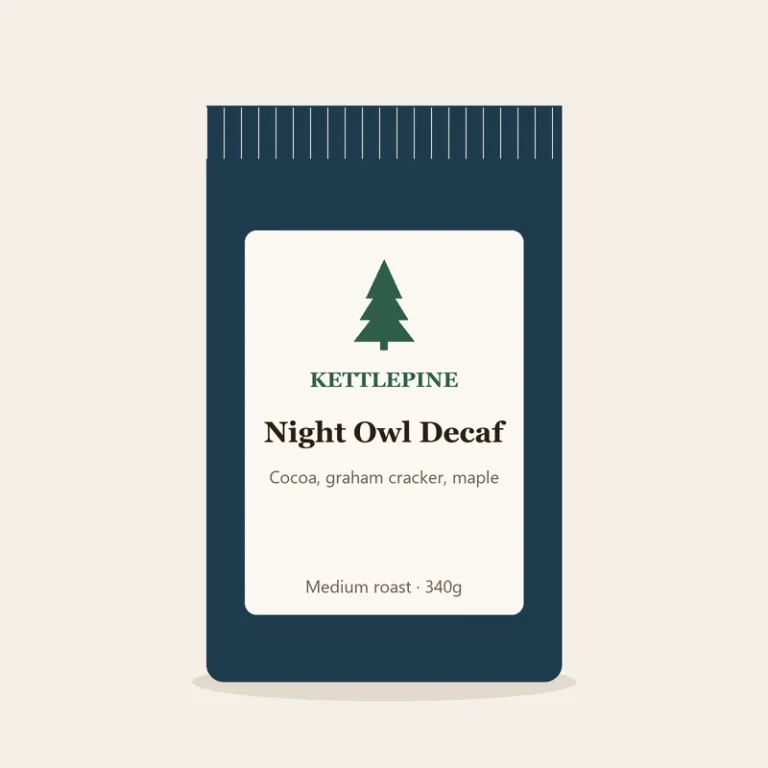 KETTLEPINE
Night Owl Decaf
Cocoa, graham cracker, maple
Medium roast · 340g